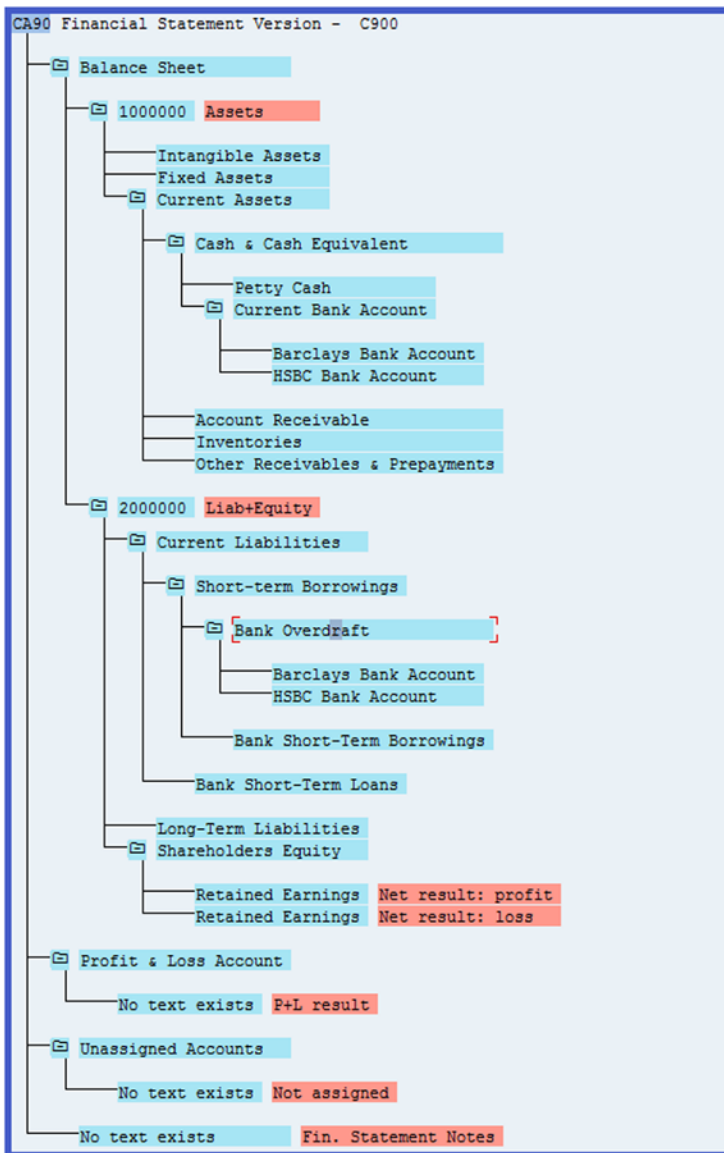 CA90 Financial Statement Version - C900
Balance Sheet
1000000 Assets
Intangible Assets
Fixed Assets
Current Assets
Cash & Cash Equivalent
Petty Cash
Current Bank Account
Barclays Bank Account
HSBC Bank Account
Account Receivable
Inventories
Other Receivables & Prepayments
2000000 Liab+Equity
Current Liabilities
Short-term Borrowings
Bank Overdraft
Barclays Bank Account
HSBC Bank Account
Bank Short-Term Borrowings
Bank Short-Term Loans
Long-Term Liabilities
Shareholders Equity
Retained Earnings Net result: profit
Retained Earnings Net result: loss
Profit & Loss Account
No text exists P+L result
Unassigned Accounts
No text exists Not assigned
No text exists Fin. Statement Notes